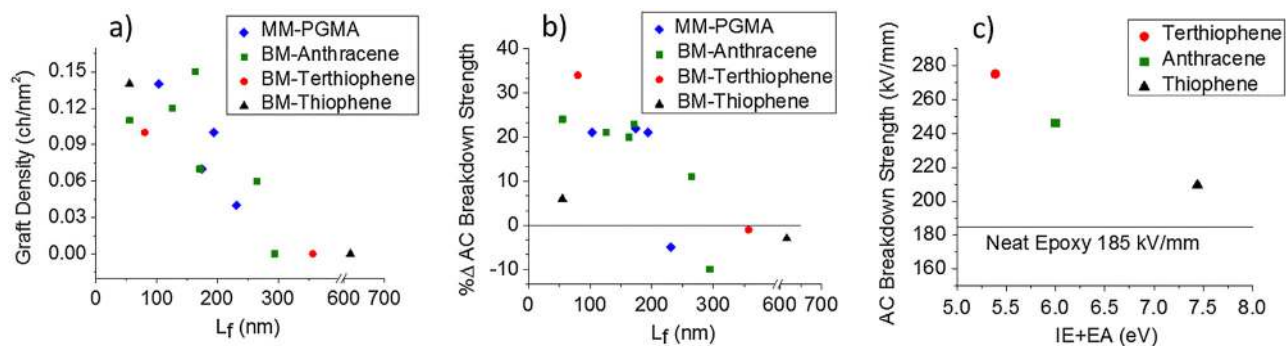 a)
MM-PGMA
BM-Anthracene
BM-Terthiophene
BM-Thiophene
Graft Density (ch/nm²)
0.15
0.12
0.09
0.06
0.03
0.00
0 100 200 300 600 700
Lf (nm)
b)
MM-PGMA
BM-Anthracene
BM-Terthiophene
BM-Thiophene
%Δ AC Breakdown Strength
40
30
20
10
0
-10
0 100 200 300 600 700
Lf (nm)
c)
Terthiophene
Anthracene
Thiophene
AC Breakdown Strength (kV/mm)
280
260
240
220
200
180
160
Neat Epoxy 185 kV/mm
5.0 5.5 6.0 6.5 7.0 7.5 8.0
IE+EA (eV)